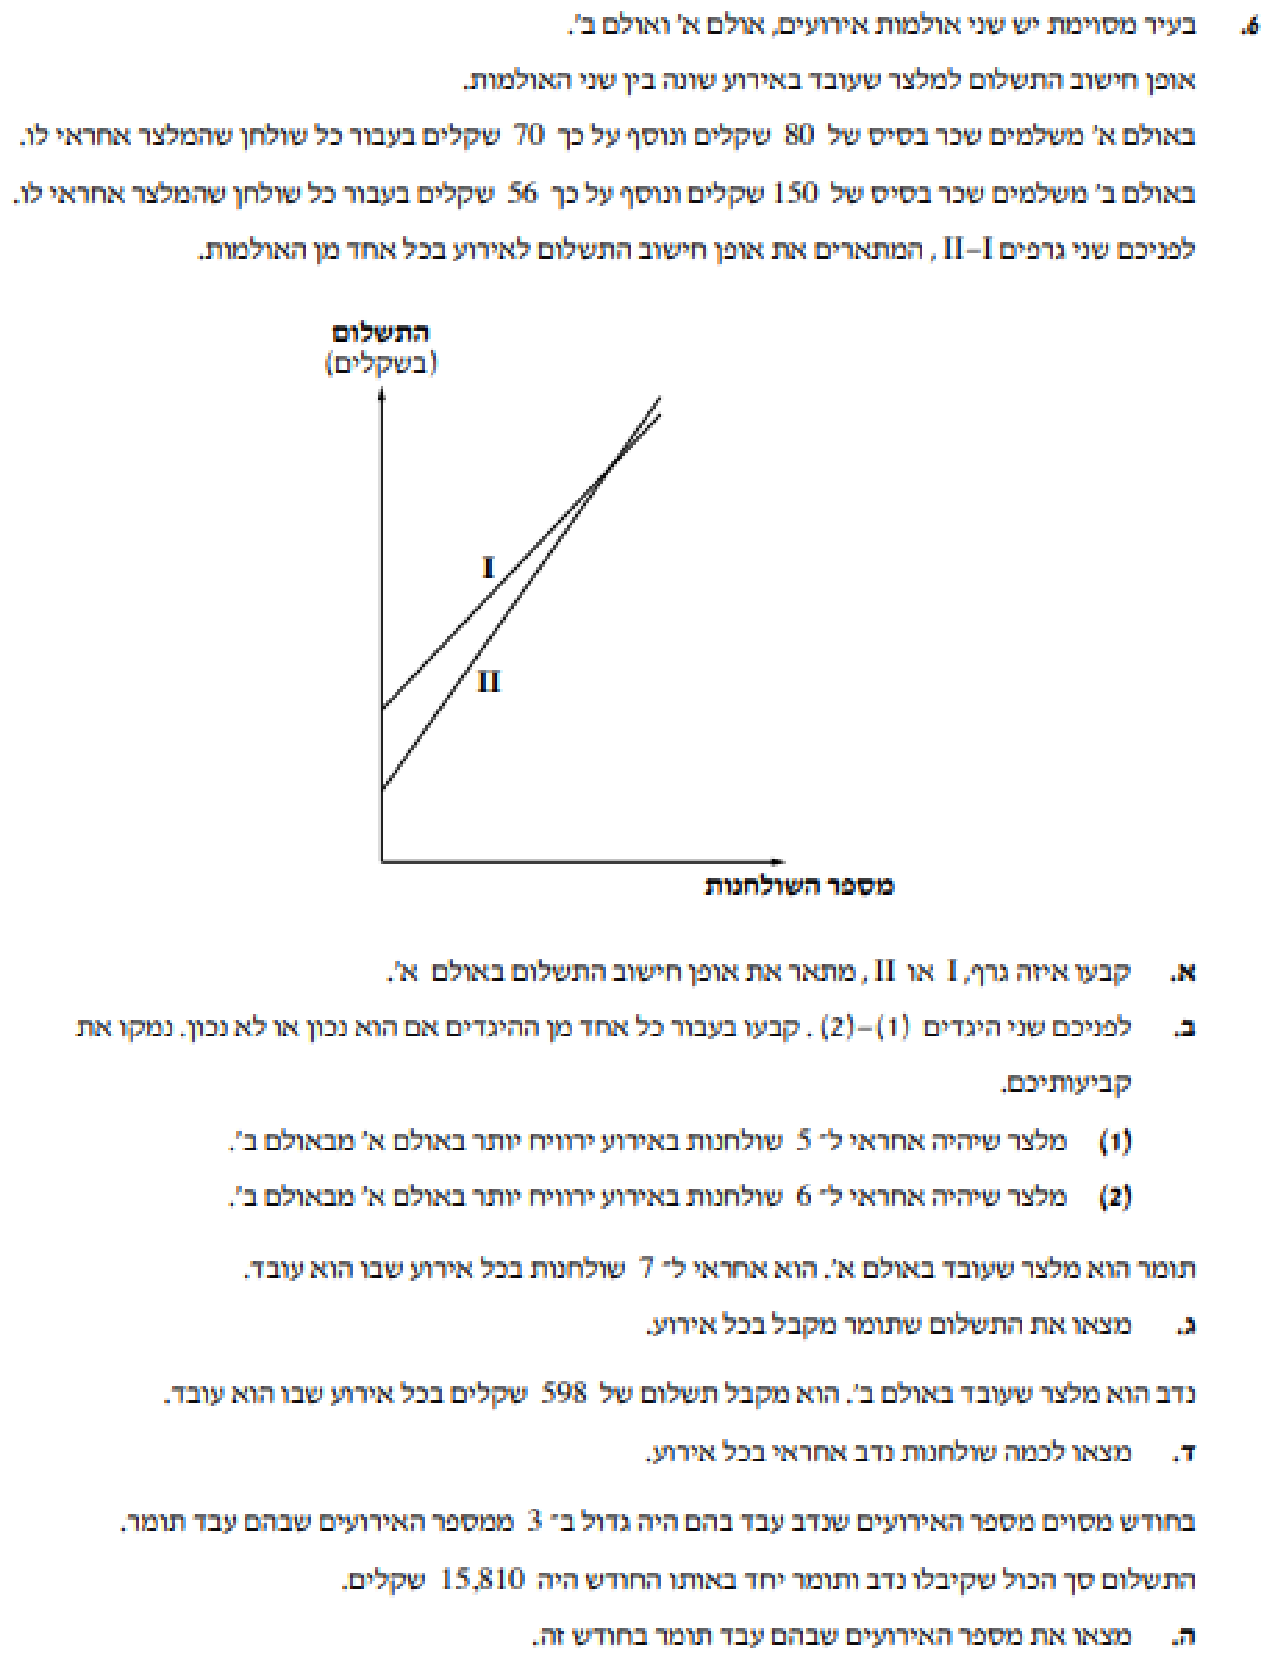 6. בעיר מסוימת יש שני אולמות אירועים, אולם א' ואולם ב'.
אופן חישוב התשלום למלצר שעובד באירוע שונה בין שני האולמות.
באולם א' משלמים שכר בסיס של 80 שקלים ונוסף על כך 70 שקלים בעבור כל שולחן שהמלצר אחראי לו.
באולם ב' משלמים שכר בסיס של 150 שקלים ונוסף על כך 56 שקלים בעבור כל שולחן שהמלצר אחראי לו.
לפניכם שני גרפים I–II, המתארים את אופן חישוב התשלום לאירוע בכל אחד מן האולמות.
התשלום
(בשקלים)
I
II
מספר השולחנות
א. קבעו איזה גרף, I או II, מתאר את אופן חישוב התשלום באולם א'.
ב. לפניכם שני היגדים (1)–(2). קבעו בעבור כל אחד מן ההיגדים אם הוא נכון או לא נכון. נמקו את
קביעותיכם.
(1) מלצר שיהיה אחראי ל־ 5 שולחנות באירוע ירוויח יותר באולם א' מבאולם ב'.
(2) מלצר שיהיה אחראי ל־ 6 שולחנות באירוע ירוויח יותר באולם א' מבאולם ב'.
תומר הוא מלצר שעובד באולם א'. הוא אחראי ל־ 7 שולחנות בכל אירוע שבו הוא עובד.
ג. מצאו את התשלום שתומר מקבל בכל אירוע.
נדב הוא מלצר שעובד באולם ב'. הוא מקבל תשלום של 598 שקלים בכל אירוע שבו הוא עובד.
ד. מצאו לכמה שולחנות נדב אחראי בכל אירוע.
בחודש מסוים מספר האירועים שנדב עבד בהם היה גדול ב־ 3 ממספר האירועים שבהם עבד תומר.
התשלום סך הכול שקיבלו נדב ותומר יחד באותו החודש היה 15,810 שקלים.
ה. מצאו את מספר האירועים שבהם עבד תומר בחודש זה.